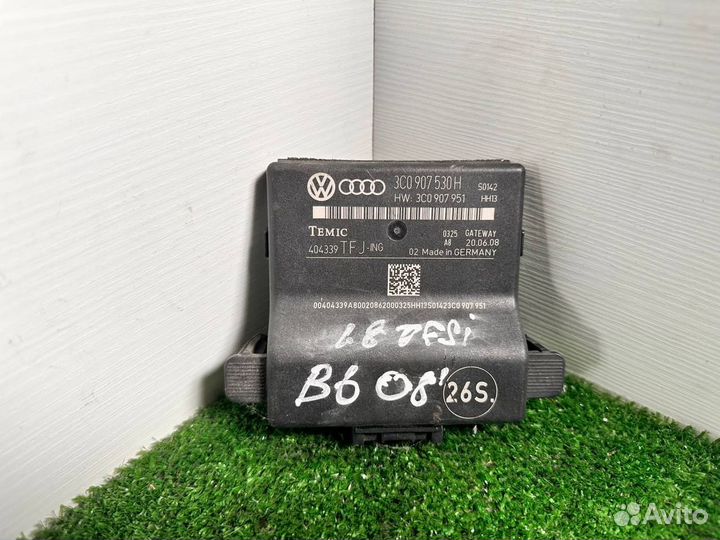 3C0 907 530 H S0142
HW: 3C0 907 951 HH13
TEMIC 0325 GATEWAY
404339 TFJ-ING A8 20.06.08
02 Made in GERMANY
00404339A80020862000325HH13S01423C0 907 951
1.8 TFSi
B6 08'
26S.
Avito